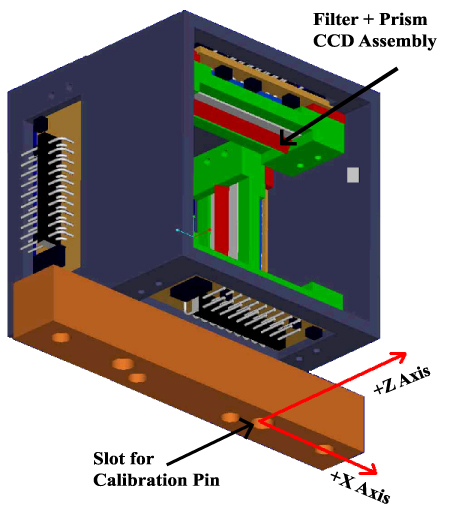 Filter + Prism
CCD Assembly
+Z Axis
Slot for
Calibration Pin
+X Axis